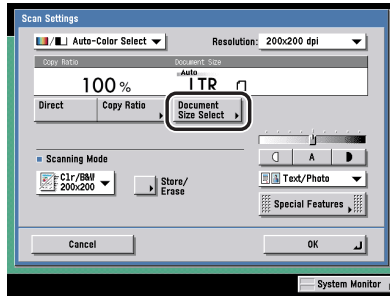 Scan Settings
Auto-Color Select
Resolution: 200x200 dpi
Copy Ratio
Document Size
100 %
Auto
LTR
Direct
Copy Ratio
Document
Size Select
Scanning Mode
Clr/B&W
200x200
Store/
Erase
A
Text/Photo
Special Features
Cancel
OK
System Monitor